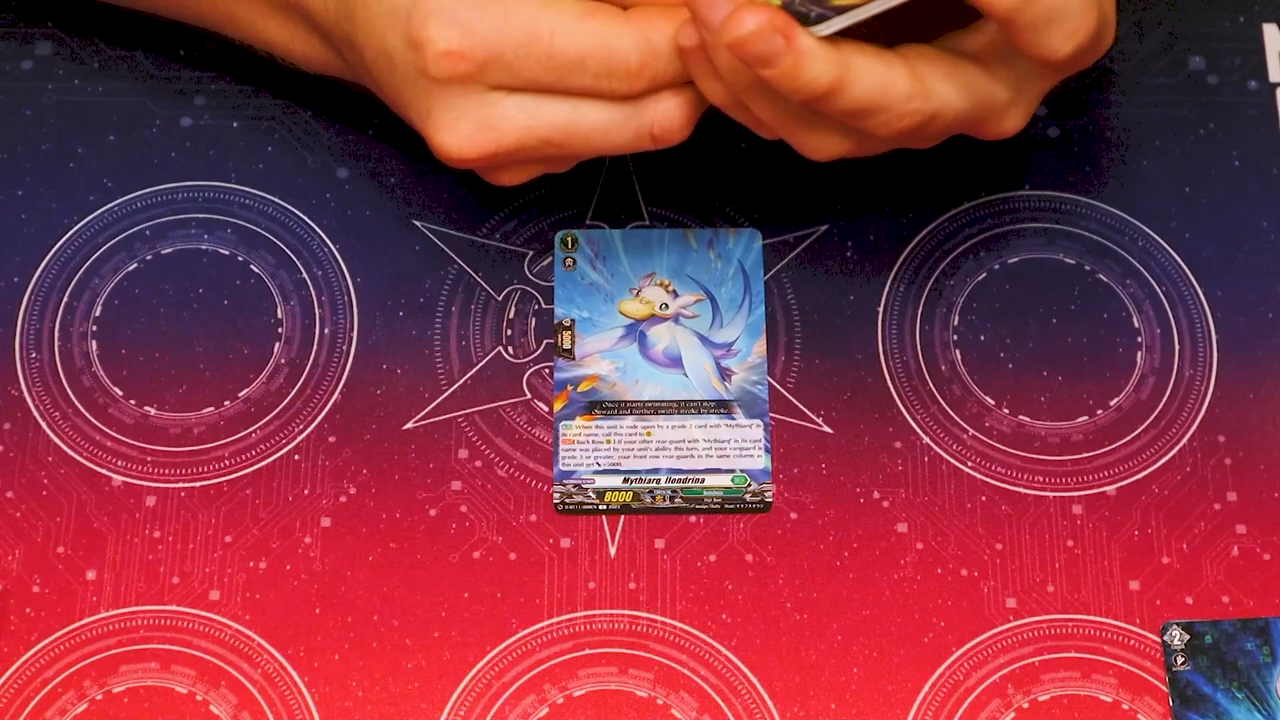 1
5000
Once it starts swimming, it can't stop.
Onward and further, swiftly stroke by stroke.
AUTO: When this unit is rode upon by a grade 2 card with "Mythiarq" in
its card name, call this card to
CONT Back Row : If your other rear-guard with "Mythiarq" in its card
name was placed by your unit's ability this turn, and your vanguard is
grade 3 or greater, your front row rear-guards in the same column as
this unit get +5000.
Mythiarq, Ilondrina
8000
2023
2